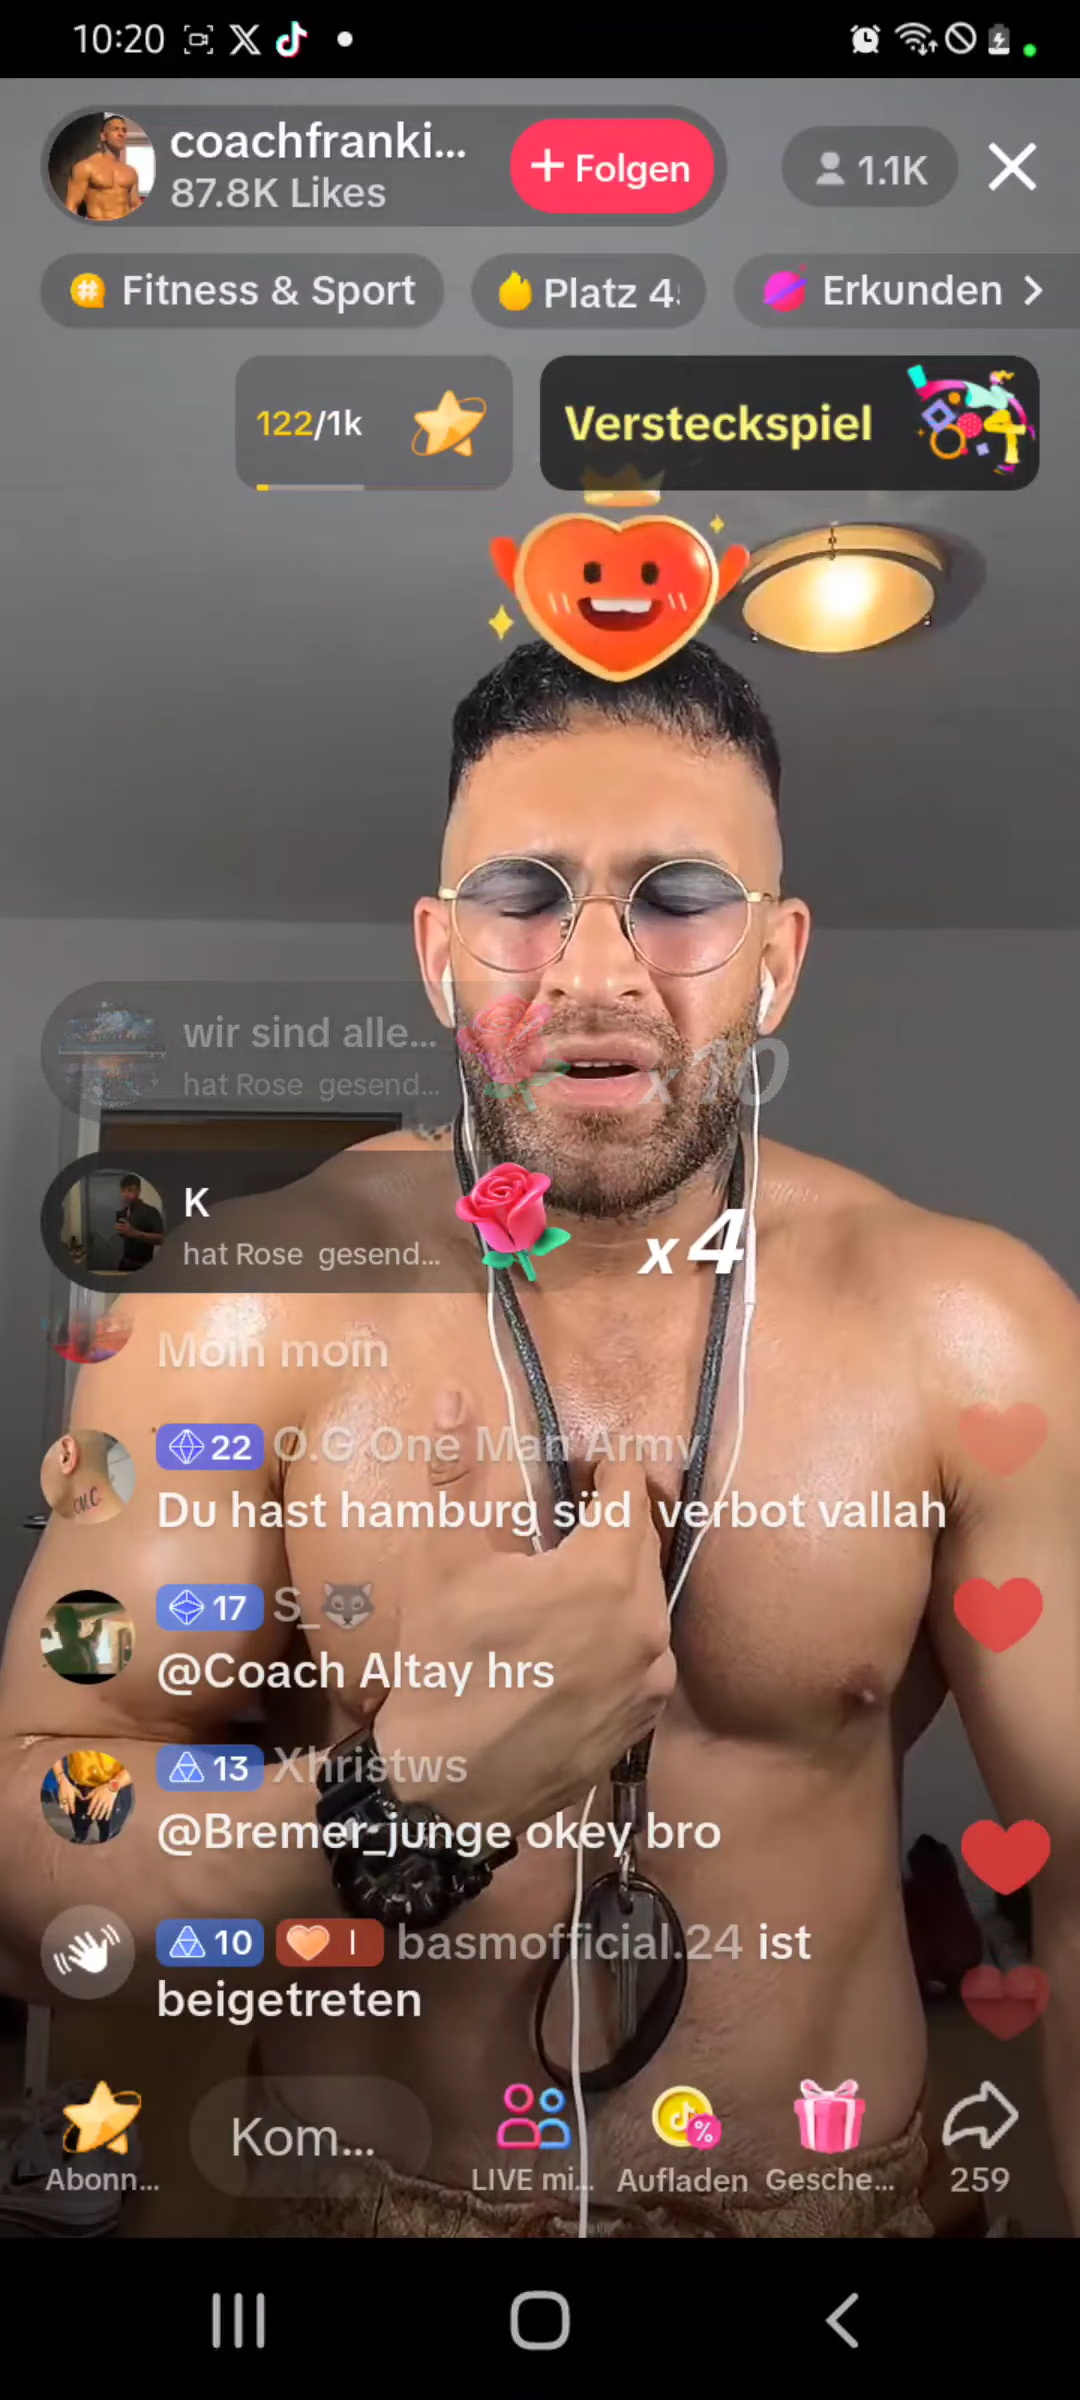 10:20
coachfranki...
87.8K Likes
+ Folgen
1.1K
Fitness & Sport
Platz 4
Erkunden
122/1k
Versteckspiel
wir sind alle...
hat Rose gesend...
x 10
K
hat Rose gesend...
x 4
Moin moin
22 O.G One Man Army
Du hast hamburg süd verbot vallah
17 S_
@Coach Altay hrs
13 Xhristws
@Bremer_junge okey bro
10 I basmofficial.24 ist
beigetreten
Abonn...
Kom...
LIVE mi...
Aufladen
Gesche...
259